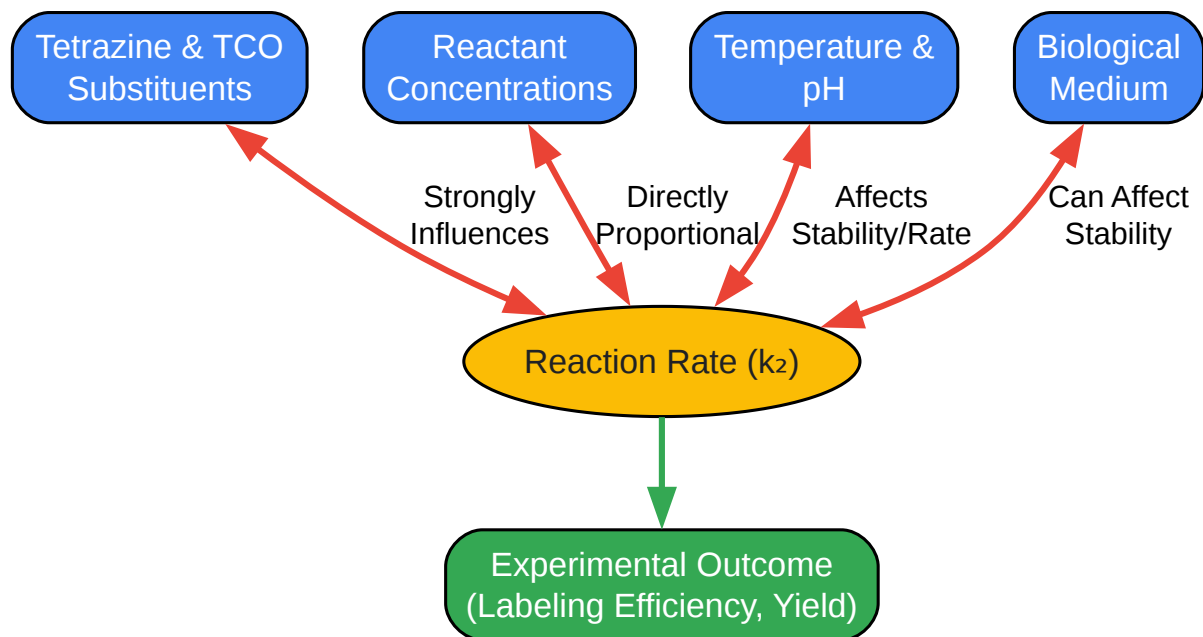 Tetrazine & TCO
Substituents
Reactant
Concentrations
Temperature &
pH
Biological
Medium
Strongly
Influences
Directly
Proportional
Affects
Stability/Rate
Can Affect
Stability
Reaction Rate (k₂)
Experimental Outcome
(Labeling Efficiency, Yield)